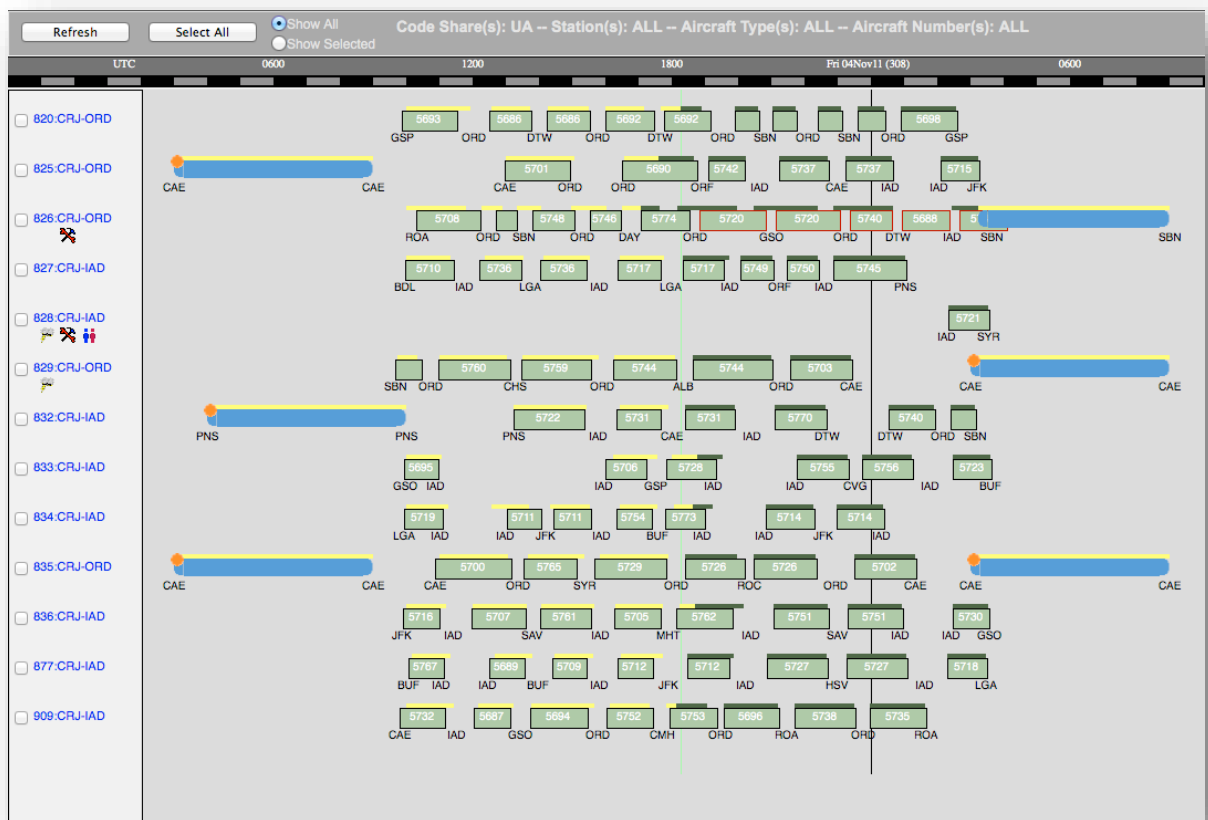 Refresh Select All Show All Code Share(s): UA -- Station(s): ALL -- Aircraft Type(s): ALL -- Aircraft Number(s): ALL
Show Selected
UTC 0600 1200 1800 Fri 04Nov11 (308) 0600
820:CRJ-ORD 5693 5686 5686 5692 5692 5698
GSP ORD DTW ORD DTW ORD SBN ORD SBN ORD GSP
825:CRJ-ORD 5701 5690 5742 5737 5737 5715
CAE CAE CAE ORD ORD ORF IAD CAE IAD IAD JFK
826:CRJ-ORD 5708 5748 5746 5774 5720 5720 5740 5688
ROA ORD SBN ORD DAY ORD GSO ORD DTW IAD SBN SBN
827:CRJ-IAD 5710 5736 5736 5717 5717 5749 5750 5745
BDL IAD LGA IAD LGA IAD ORF IAD PNS
828:CRJ-IAD 5721
IAD SYR
829:CRJ-ORD 5760 5759 5744 5744 5703
SBN ORD CHS ORD ALB ORD CAE CAE CAE
832:CRJ-IAD 5722 5731 5731 5770 5740
PNS PNS PNS IAD CAE IAD DTW DTW ORD SBN
833:CRJ-IAD 5695 5706 5728 5755 5756 5723
GSO IAD IAD GSP IAD IAD CVG IAD BUF
834:CRJ-IAD 5719 5711 5711 5754 5773 5714 5714
LGA IAD IAD JFK IAD BUF IAD IAD JFK IAD
835:CRJ-ORD 5700 5765 5729 5726 5726 5702
CAE CAE CAE ORD SYR ORD ROC ORD CAE CAE CAE
836:CRJ-IAD 5716 5707 5761 5705 5762 5751 5751 5730
JFK IAD SAV IAD MHT IAD SAV IAD IAD GSO
877:CRJ-IAD 5767 5689 5709 5712 5712 5727 5727 5718
BUF IAD IAD BUF IAD JFK IAD HSV IAD LGA
909:CRJ-IAD 5732 5687 5694 5752 5753 5696 5738 5735
CAE IAD GSO ORD CMH ORD ROA ORD ROA